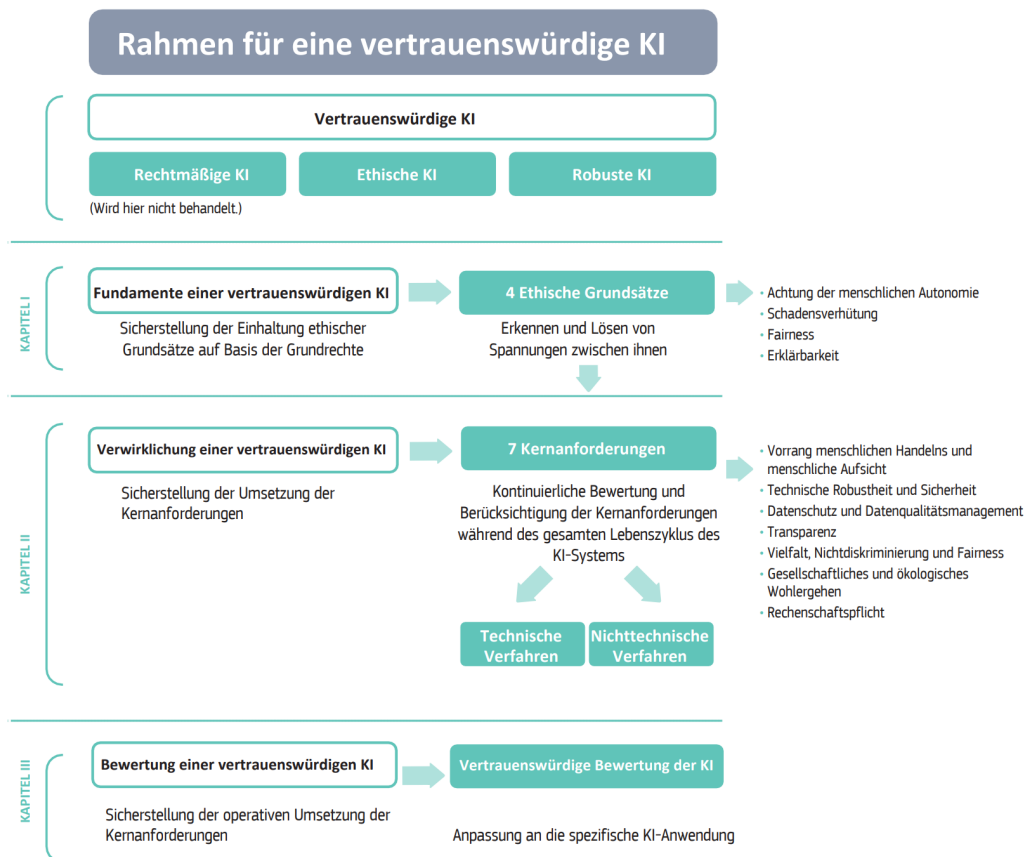 Rahmen für eine vertrauenswürdige KI
Vertrauenswürdige KI
Rechtmäßige KI
Ethische KI
Robuste KI
(Wird hier nicht behandelt.)
KAPITEL I
Fundamente einer vertrauenswürdigen KI
Sicherstellung der Einhaltung ethischer
Grundsätze auf Basis der Grundrechte
4 Ethische Grundsätze
Erkennen und Lösen von
Spannungen zwischen ihnen
• Achtung der menschlichen Autonomie
• Schadensverhütung
• Fairness
• Erklärbarkeit
KAPITEL II
Verwirklichung einer vertrauenswürdigen KI
Sicherstellung der Umsetzung der
Kernanforderungen
7 Kernanforderungen
Kontinuierliche Bewertung und
Berücksichtigung der Kernanforderungen
während des gesamten Lebenszyklus des
KI-Systems
Technische
Verfahren
Nichttechnische
Verfahren
• Vorrang menschlichen Handelns und
menschliche Aufsicht
• Technische Robustheit und Sicherheit
• Datenschutz und Datenqualitätsmanagement
• Transparenz
• Vielfalt, Nichtdiskriminierung und Fairness
• Gesellschaftliches und ökologisches
Wohlergehen
• Rechenschaftspflicht
KAPITEL III
Bewertung einer vertrauenswürdigen KI
Sicherstellung der operativen Umsetzung der
Kernanforderungen
Vertrauenswürdige Bewertung der KI
Anpassung an die spezifische KI-Anwendung